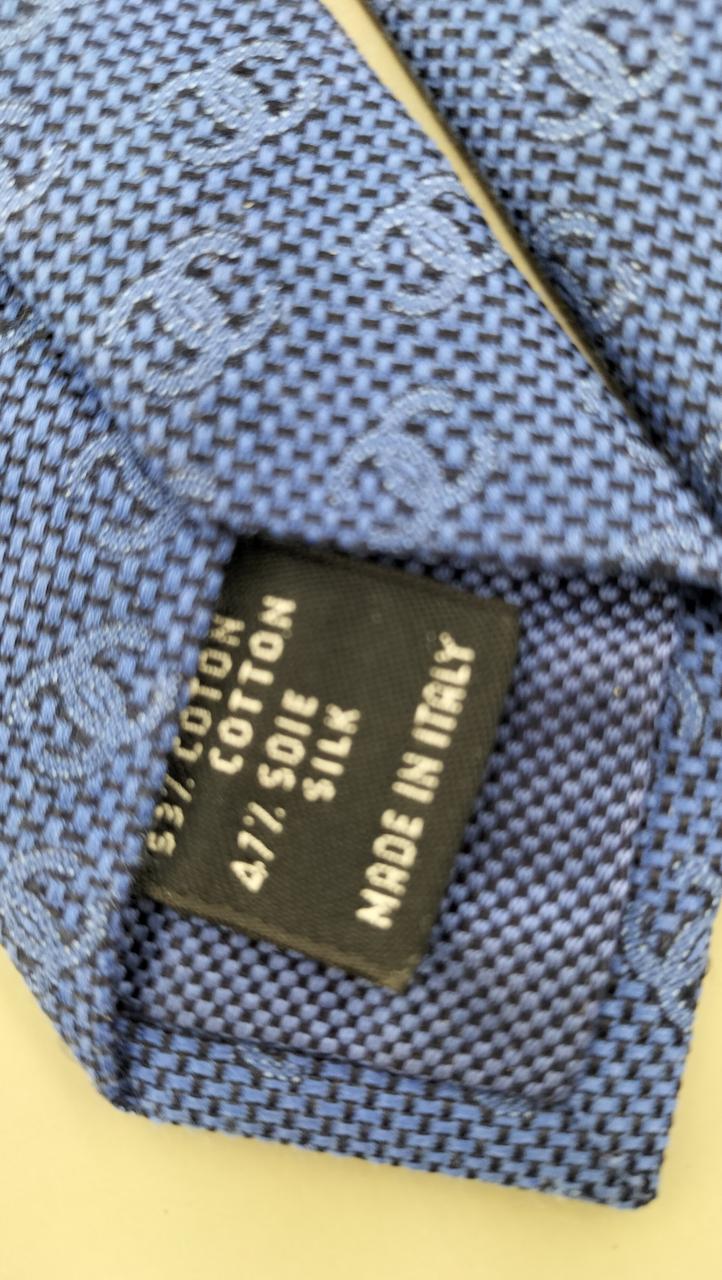 53% COTON
COTTON
47% SOIE
SILK
MADE IN ITALY